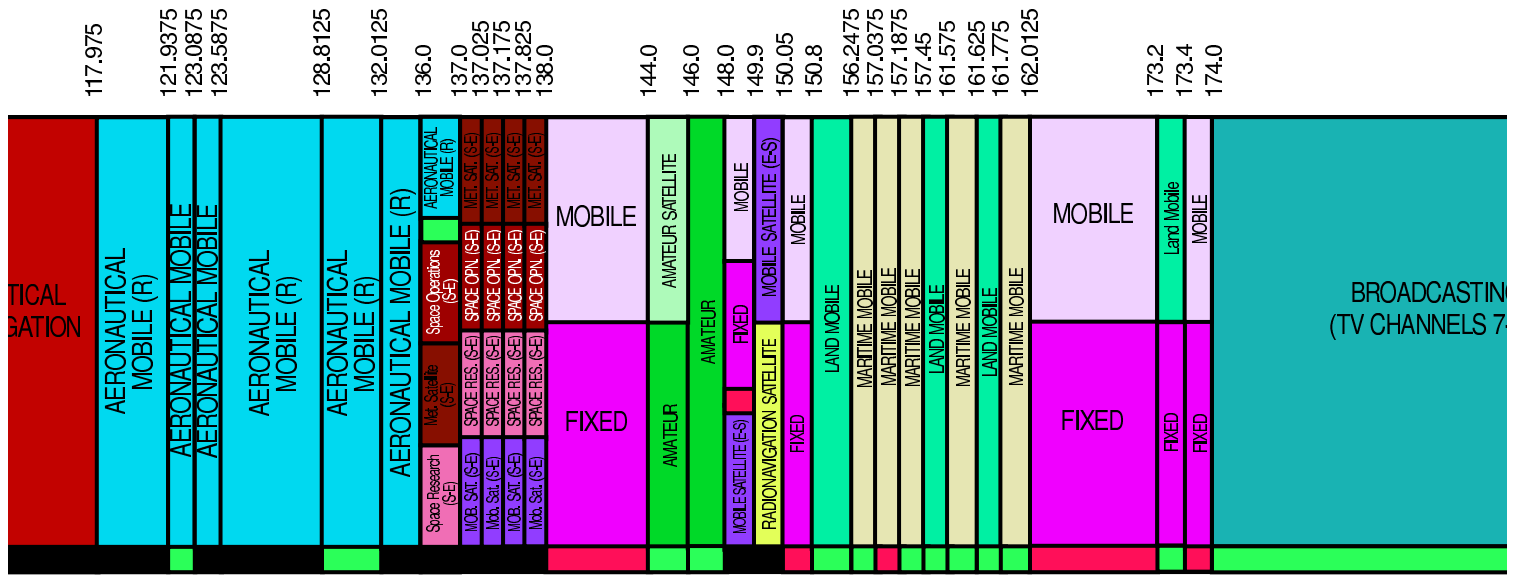 117.975
121.9375
123.0875
123.5875
128.8125
132.0125
136.0
137.0
137.025
137.175
137.825
138.0
144.0
146.0
148.0
149.9
150.05
150.8
156.2475
157.0375
157.1875
157.45
161.575
161.625
161.775
162.0125
173.2
173.4
174.0
TICAL
GATION
AERONAUTICAL
MOBILE (R)
AERONAUTICAL MOBILE
AERONAUTICAL MOBILE
AERONAUTICAL
MOBILE (R)
AERONAUTICAL
MOBILE (R)
AERONAUTICAL MOBILE (R)
AERONAUTICAL
MOBILE (R)
Space Operations
(S-E)
Met. Satellite
(S-E)
Space Research
(S-E)
MET. SAT. (S-E)
SPACE OPN. (S-E)
SPACE RES. (S-E)
MOB. SAT. (S-E)
MET. SAT. (S-E)
SPACE OPN. (S-E)
SPACE RES. (S-E)
Mob. Sat. (S-E)
MET. SAT. (S-E)
SPACE OPN. (S-E)
SPACE RES. (S-E)
MOB. SAT. (S-E)
MET. SAT. (S-E)
SPACE OPN. (S-E)
SPACE RES. (S-E)
Mob. Sat. (S-E)
MOBILE
FIXED
AMATEUR SATELLITE
AMATEUR
AMATEUR
MOBILE
FIXED
MOBILE SATELLITE (E-S)
MOBILE SATELLITE (E-S)
RADIONAVIGATION SATELLITE
MOBILE
FIXED
LAND MOBILE
MARITIME MOBILE
MARITIME MOBILE
MARITIME MOBILE
LAND MOBILE
MARITIME MOBILE
LAND MOBILE
MARITIME MOBILE
MOBILE
FIXED
Land Mobile
FIXED
MOBILE
FIXED
BROADCASTIN
(TV CHANNELS 7-